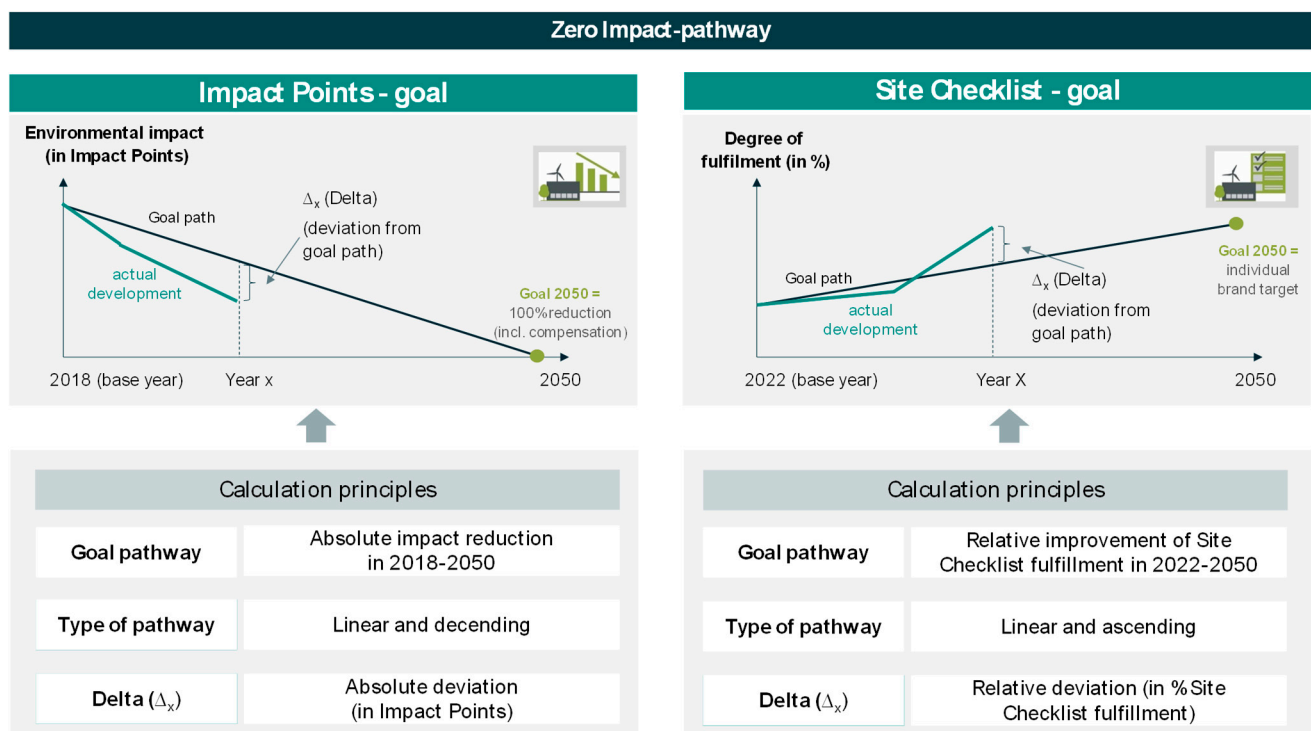 Zero Impact-pathway
Impact Points - goal
Environmental impact
(in Impact Points)
Δx (Delta)
(deviation from
goal path)
Goal path
actual
development
Goal 2050 =
100%reduction
(incl. compensation)
2018 (base year)
Year x
2050
Calculation principles
Goal pathway
Absolute impact reduction
in 2018-2050
Type of pathway
Linear and decending
Delta (Δx)
Absolute deviation
(in Impact Points)
Site Checklist - goal
Degree of
fulfilment (in %)
Goal path
actual
development
Δx (Delta)
(deviation from
goal path)
Goal 2050 =
individual
brand target
2022 (base year)
Year X
2050
Calculation principles
Goal pathway
Relative improvement of Site
Checklist fulfillment in 2022-2050
Type of pathway
Linear and ascending
Delta (Δx)
Relative deviation (in %Site
Checklist fulfillment)